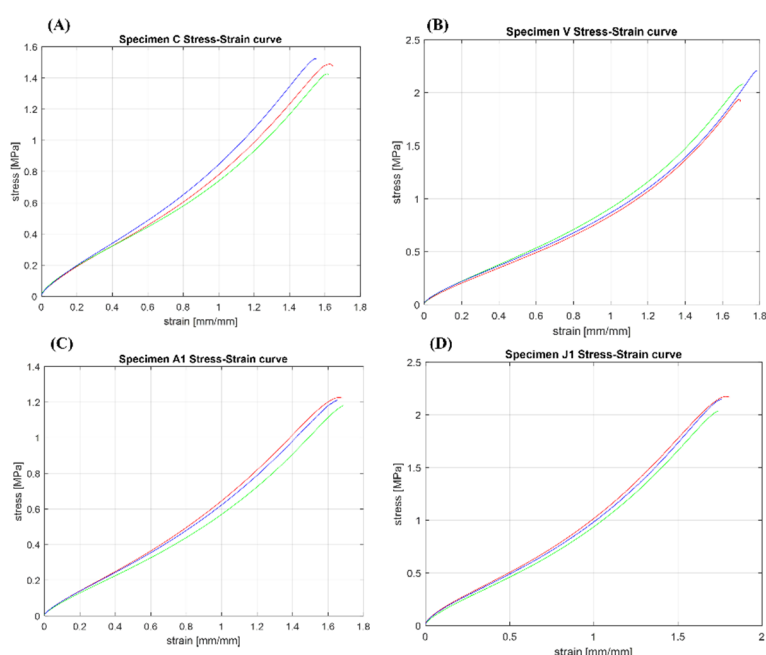 (A)
Specimen C Stress-Strain curve
1.6
1.4
1.2
1
0.8
0.6
0.4
0.2
0
stress [MPa]
0 0.2 0.4 0.6 0.8 1 1.2 1.4 1.6 1.8
strain [mm/mm]
(B)
Specimen V Stress-Strain curve
2.5
2
1.5
1
0.5
0
stress [MPa]
0 0.2 0.4 0.6 0.8 1 1.2 1.4 1.6 1.8
strain [mm/mm]
(C)
Specimen A1 Stress-Strain curve
1.4
1.2
1
0.8
0.6
0.4
0.2
0
stress [MPa]
0 0.2 0.4 0.6 0.8 1 1.2 1.4 1.6 1.8
strain [mm/mm]
(D)
Specimen J1 Stress-Strain curve
2.5
2
1.5
1
0.5
0
stress [MPa]
0 0.5 1 1.5 2
strain [mm/mm]